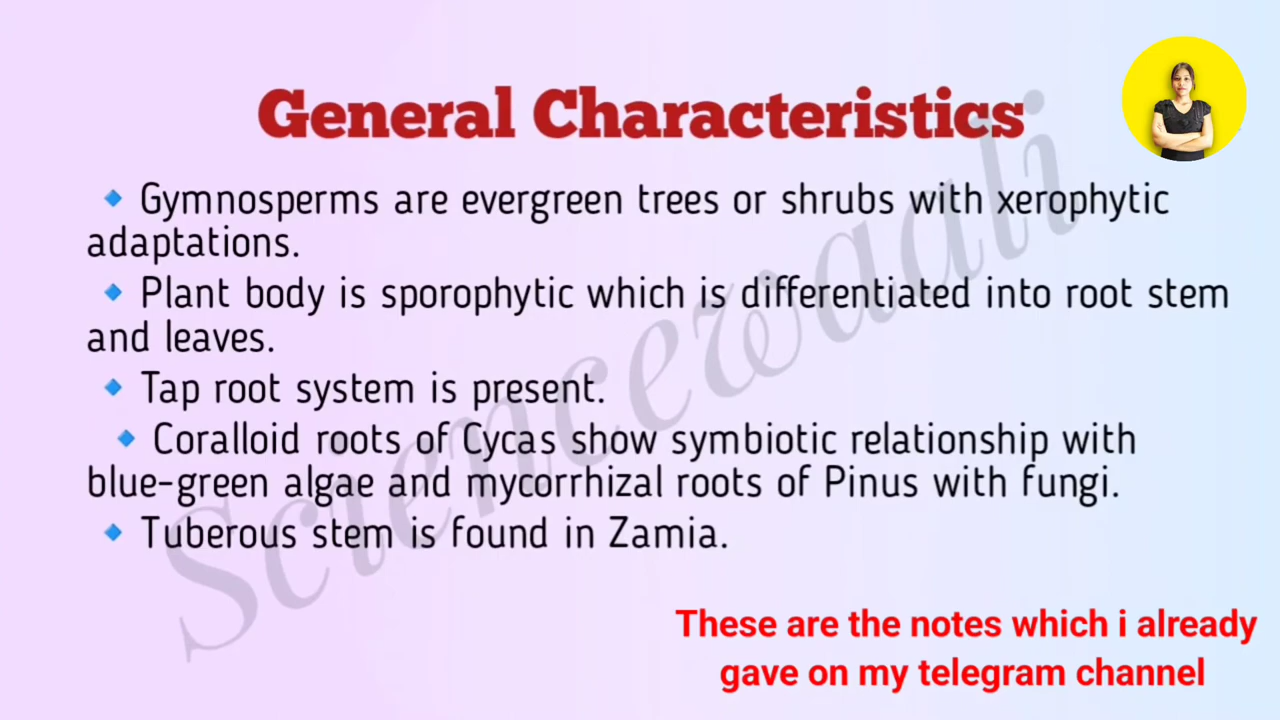 General Characteristics
🔹 Gymnosperms are evergreen trees or shrubs with xerophytic
adaptations.
🔹 Plant body is sporophytic which is differentiated into root stem
and leaves.
🔹 Tap root system is present.
🔹 Coralloid roots of Cycas show symbiotic relationship with
blue-green algae and mycorrhizal roots of Pinus with fungi.
🔹 Tuberous stem is found in Zamia.
Sciencewaali
These are the notes which i already
gave on my telegram channel